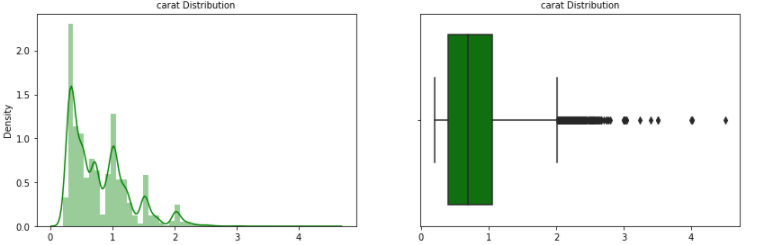 carat Distribution
carat Distribution
Density
2.0
1.5
1.0
0.5
0.0
0 1 2 3 4
0 1 2 3 4